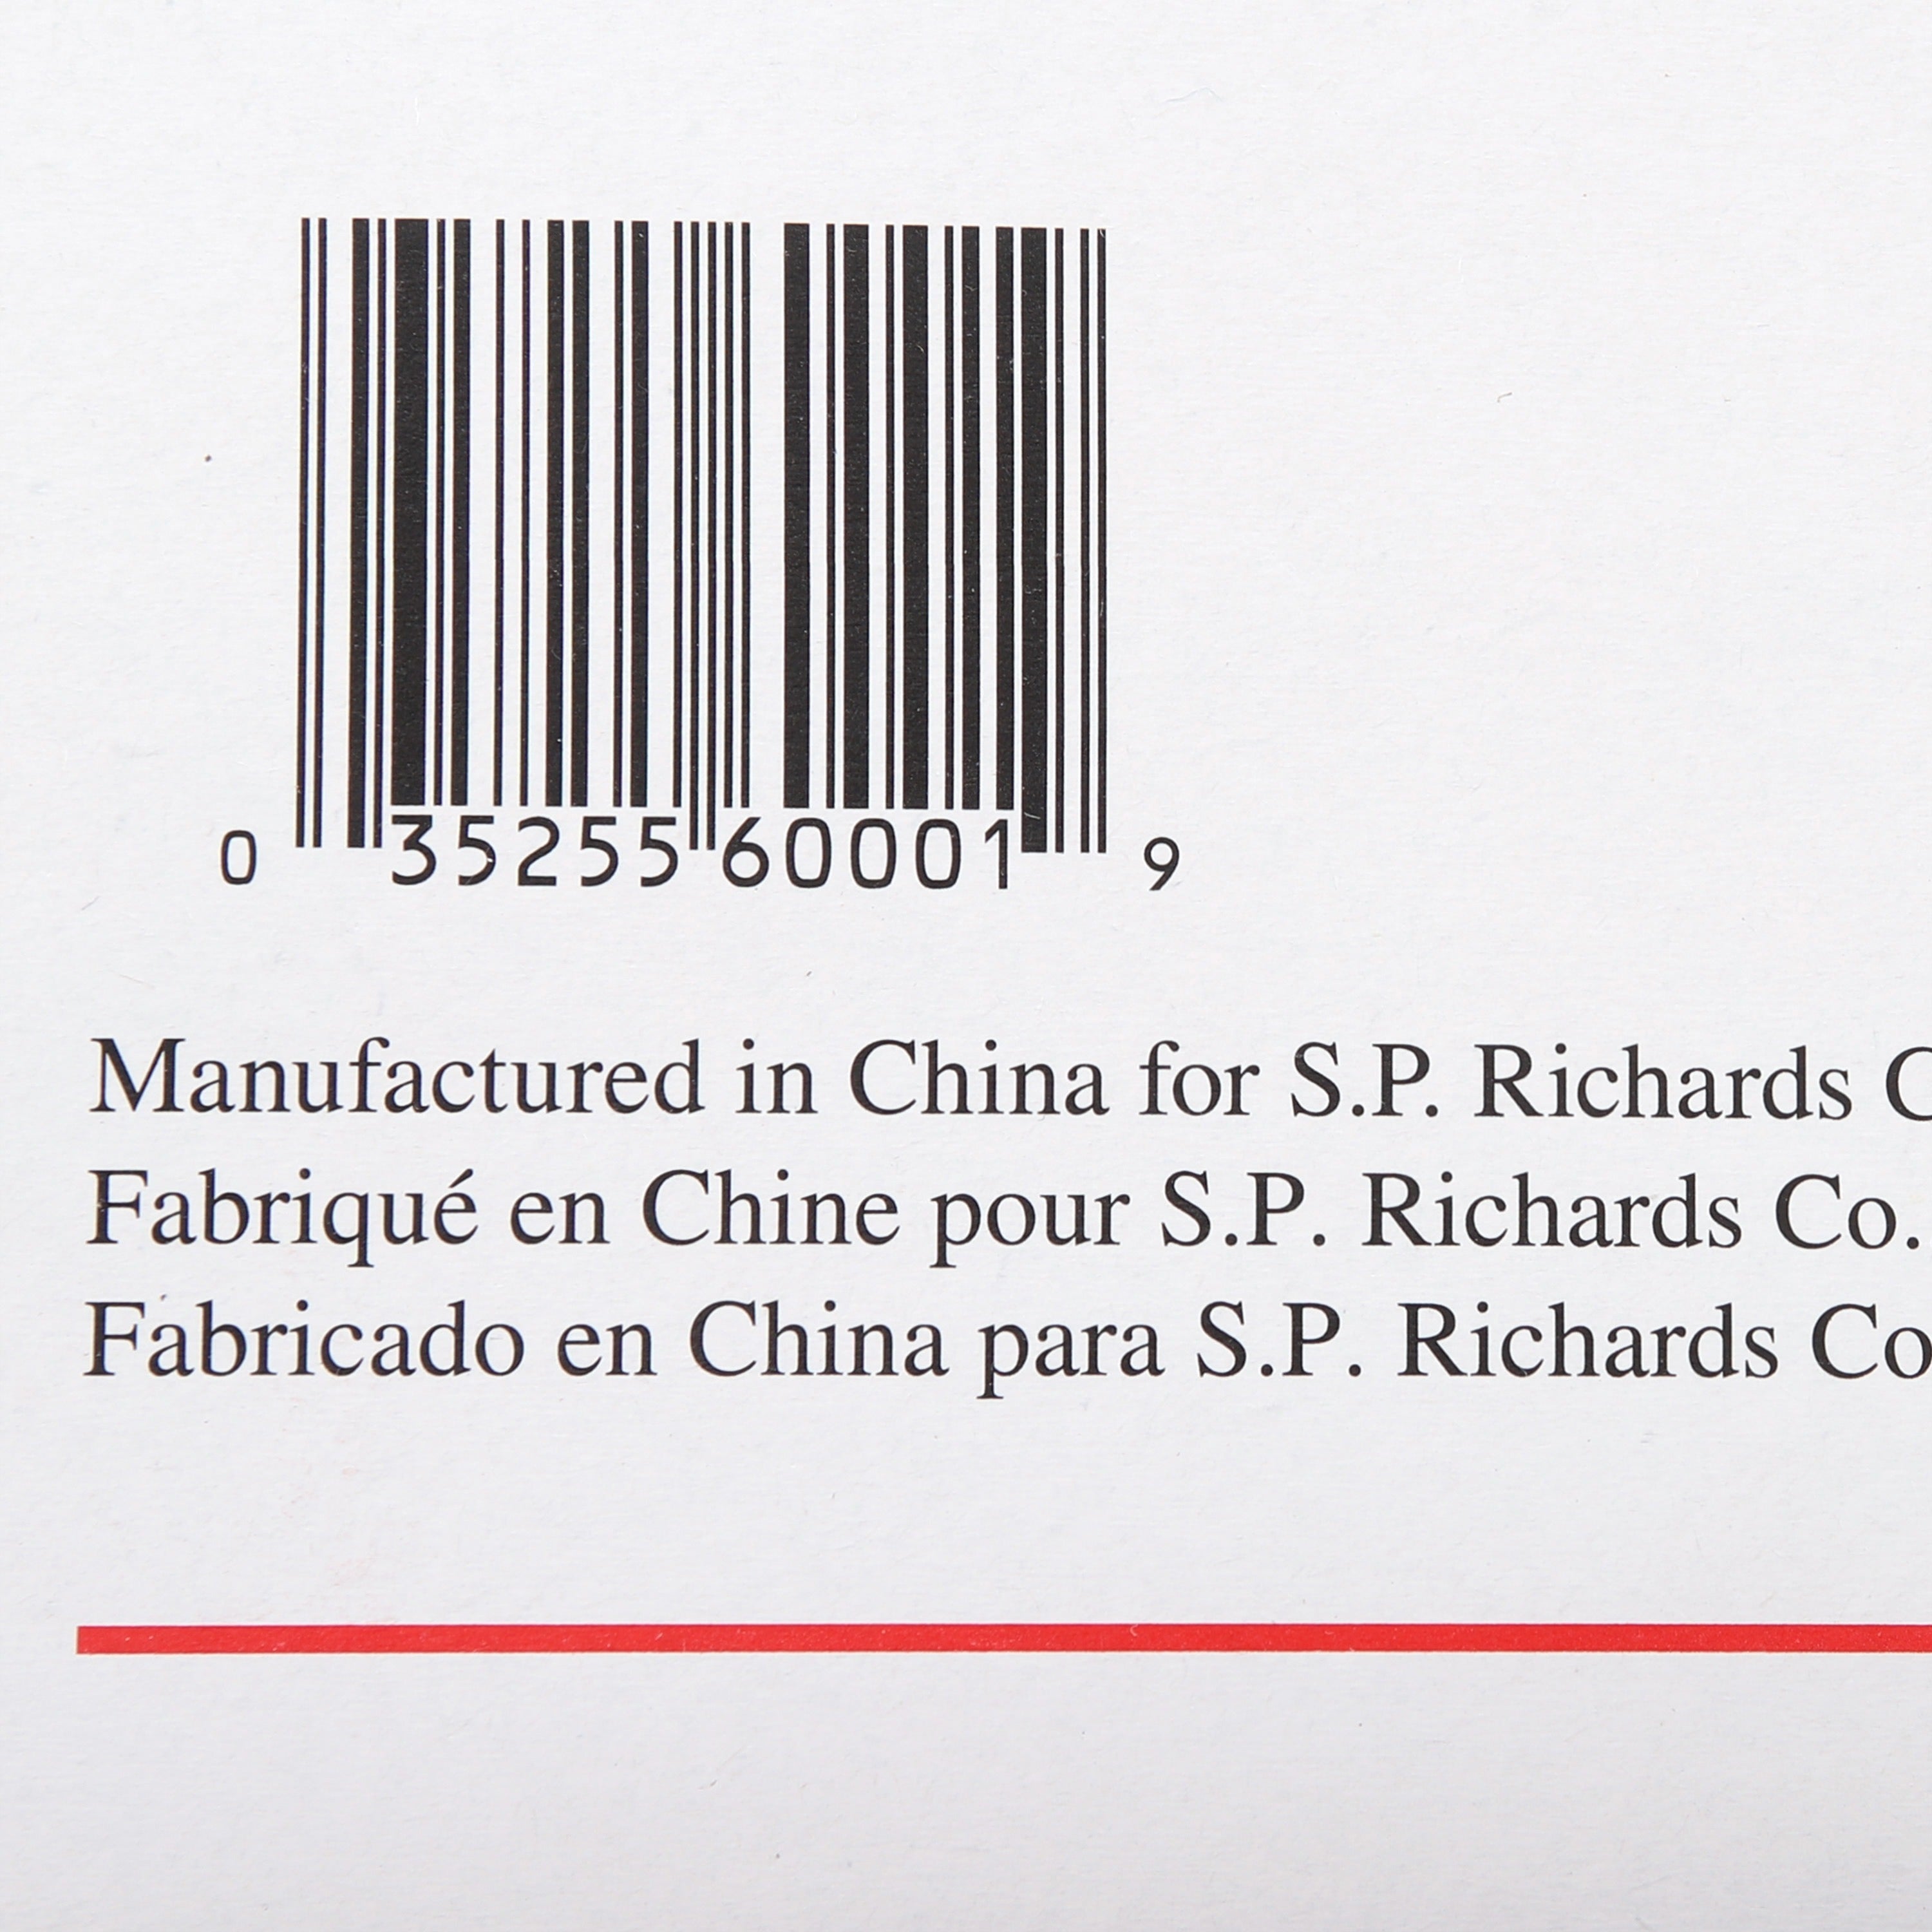 0 35255 60001 9
Manufactured in China for S.P. Richards C
Fabriqué en Chine pour S.P. Richards Co.
Fabricado en China para S.P. Richards Co